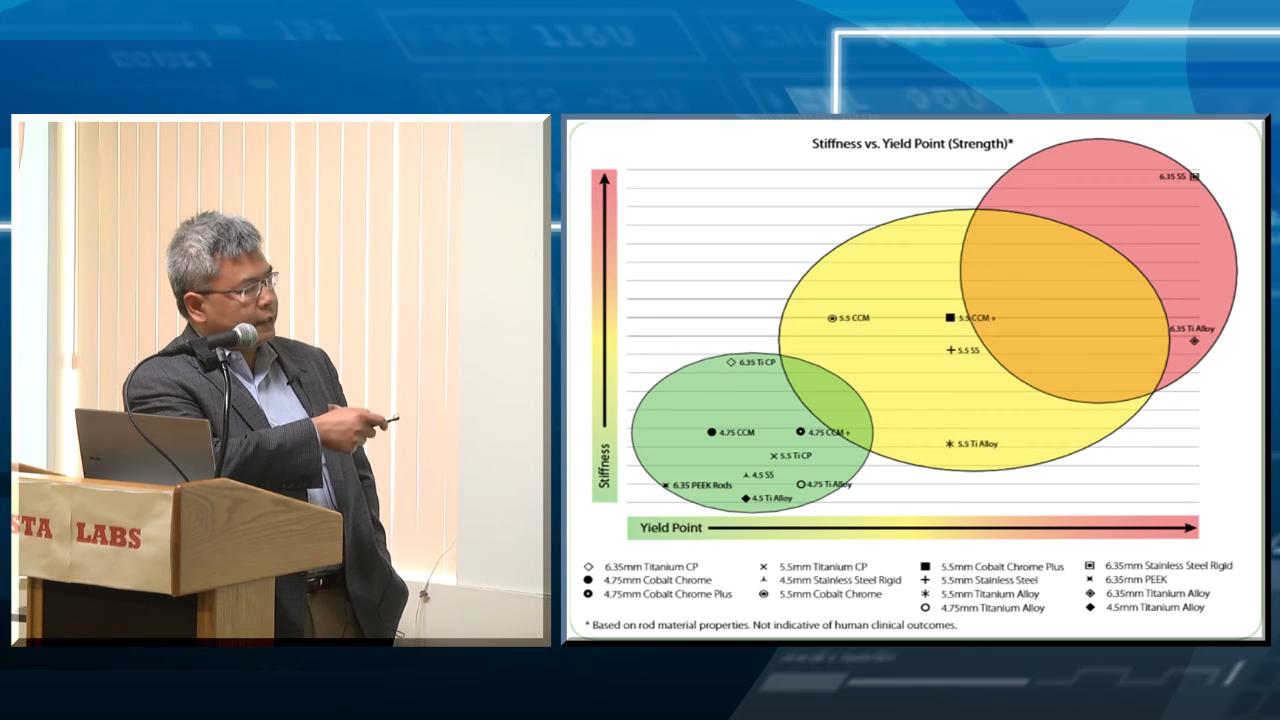 STA LABS
Stiffness vs. Yield Point (Strength)*
6.35 SS
5.5 CCM
5.5 CCM +
6.35 Ti Alloy
5.5 SS
6.35 Ti CP
4.75 CCM
4.75 CCM +
5.5 Ti Alloy
5.5 Ti CP
4.5 SS
6.35 PEEK Rods
4.75 Ti Alloy
4.5 Ti Alloy
Stiffness
Yield Point
6.35mm Titanium CP
4.75mm Cobalt Chrome
4.75mm Cobalt Chrome Plus
5.5mm Titanium CP
4.5mm Stainless Steel Rigid
5.5mm Cobalt Chrome
5.5mm Cobalt Chrome Plus
5.5mm Stainless Steel
5.5mm Titanium Alloy
4.75mm Titanium Alloy
6.35mm Stainless Steel Rigid
6.35mm PEEK
6.35mm Titanium Alloy
4.5mm Titanium Alloy
* Based on rod material properties. Not indicative of human clinical outcomes.